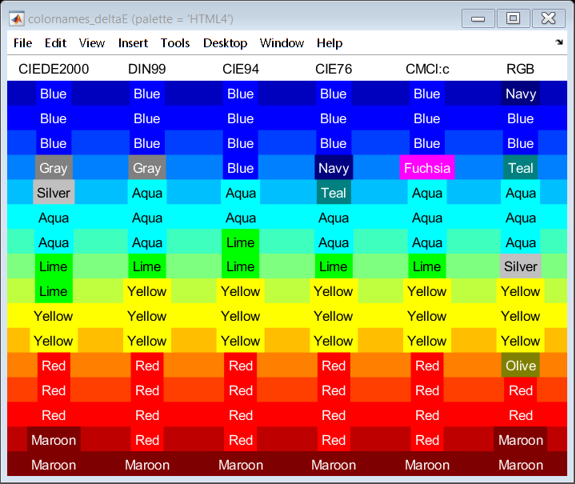 colornames_deltaE (palette = 'HTML4')
File Edit View Insert Tools Desktop Window Help
CIEDE2000 DIN99 CIE94 CIE76 CMCl:c RGB
Blue Blue Blue Blue Blue Navy
Blue Blue Blue Blue Blue Blue
Blue Blue Blue Blue Blue Blue
Gray Gray Blue Navy Fuchsia Teal
Silver Aqua Aqua Teal Aqua Aqua
Aqua Aqua Aqua Aqua Aqua Aqua
Aqua Aqua Lime Aqua Aqua Aqua
Lime Lime Lime Lime Lime Silver
Lime Yellow Yellow Yellow Yellow Yellow
Yellow Yellow Yellow Yellow Yellow Yellow
Yellow Yellow Yellow Yellow Yellow Yellow
Red Red Red Red Red Olive
Red Red Red Red Red Red
Red Red Red Red Red Red
Maroon Red Red Red Red Maroon
Maroon Maroon Maroon Maroon Maroon Maroon